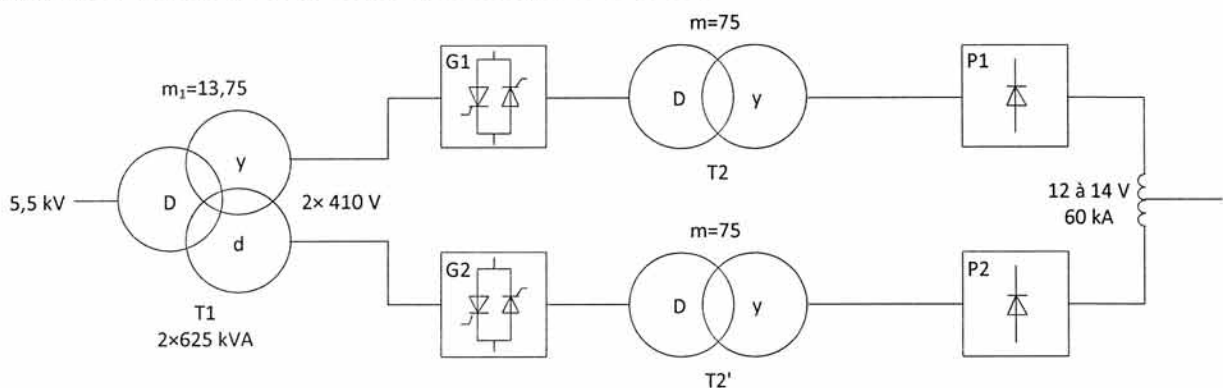 m=75
G1
P1
m₁=13,75
D
y
y
T2
5,5 kV
D
2× 410 V
12 à 14 V
60 kA
d
m=75
G2
P2
T1
D
y
2×625 kVA
T2'